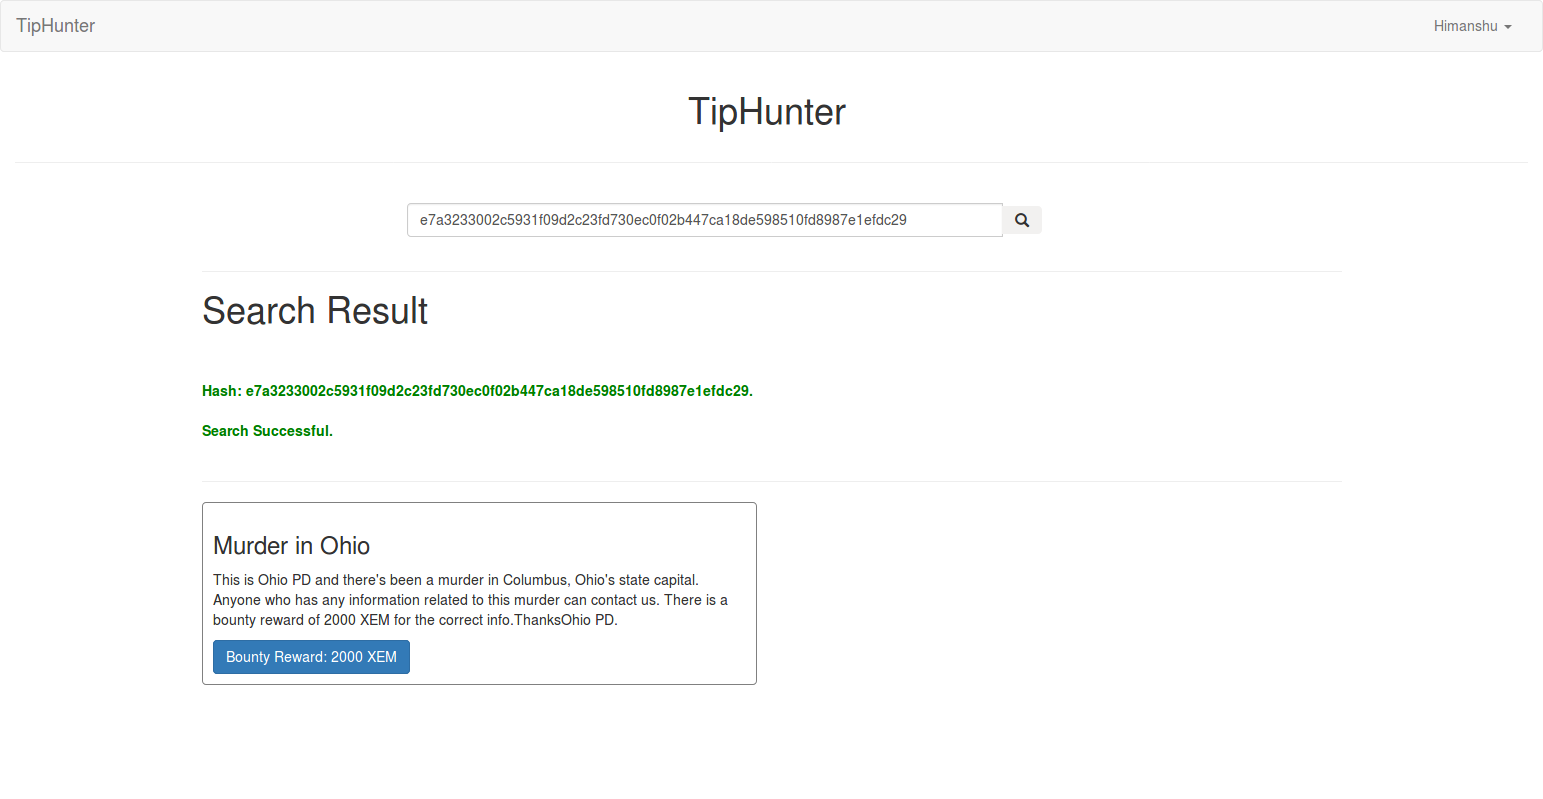 TipHunter
Himanshu
TipHunter
e7a3233002c5931f09d2c23fd730ec0f02b447ca18de598510fd8987e1efdc29
Search Result
Hash: e7a3233002c5931f09d2c23fd730ec0f02b447ca18de598510fd8987e1efdc29.
Search Successful.
Murder in Ohio
This is Ohio PD and there's been a murder in Columbus, Ohio's state capital.
Anyone who has any information related to this murder can contact us. There is a
bounty reward of 2000 XEM for the correct info.ThanksOhio PD.
Bounty Reward: 2000 XEM